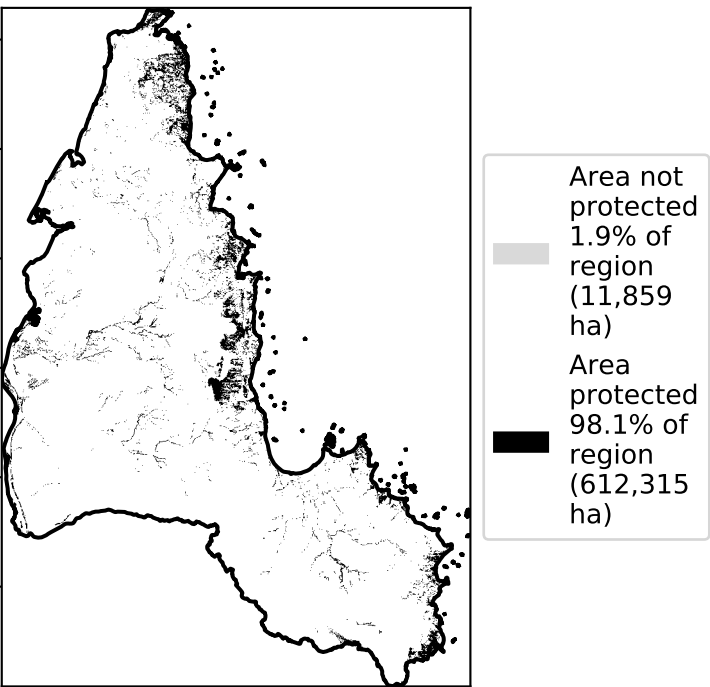 Area not
protected
1.9% of
region
(11,859
ha)
Area
protected
98.1% of
region
(612,315
ha)